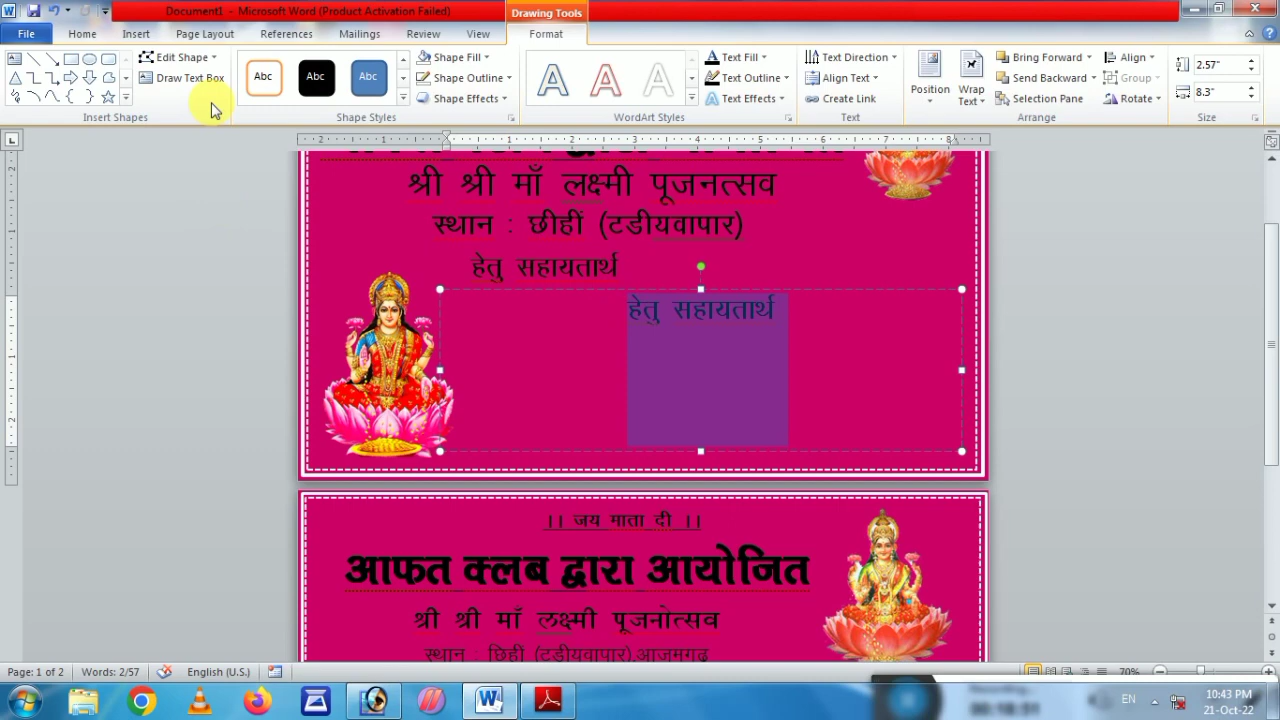 Document1 - Microsoft Word (Product Activation Failed)
Drawing Tools
File Home Insert Page Layout References Mailings Review View Format
Edit Shape
Draw Text Box
Insert Shapes
Abc Abc Abc
Shape Fill
Shape Outline
Shape Effects
Shape Styles
A A A
Text Fill
Text Outline
Text Effects
WordArt Styles
Text Direction
Align Text
Create Link
Text
Position
Wrap Text
Bring Forward
Send Backward
Selection Pane
Align
Group
Rotate
Arrange
2.57"
8.3"
Size
श्री श्री माँ लक्ष्मी पूजनत्सव
स्थान : छीहीं (टडीयवापार)
हेतु सहायतार्थ
हेतु सहायतार्थ
।। जय माता दी ।।
आफत क्लब द्वारा आयोजित
श्री श्री माँ लक्ष्मी पूजनोत्सव
स्थान : छिहीं (टड़ीयवापार),आजमगढ़
Page: 1 of 2 Words: 2/57 English (U.S.) 70%
EN
10:43 PM
21-Oct-22